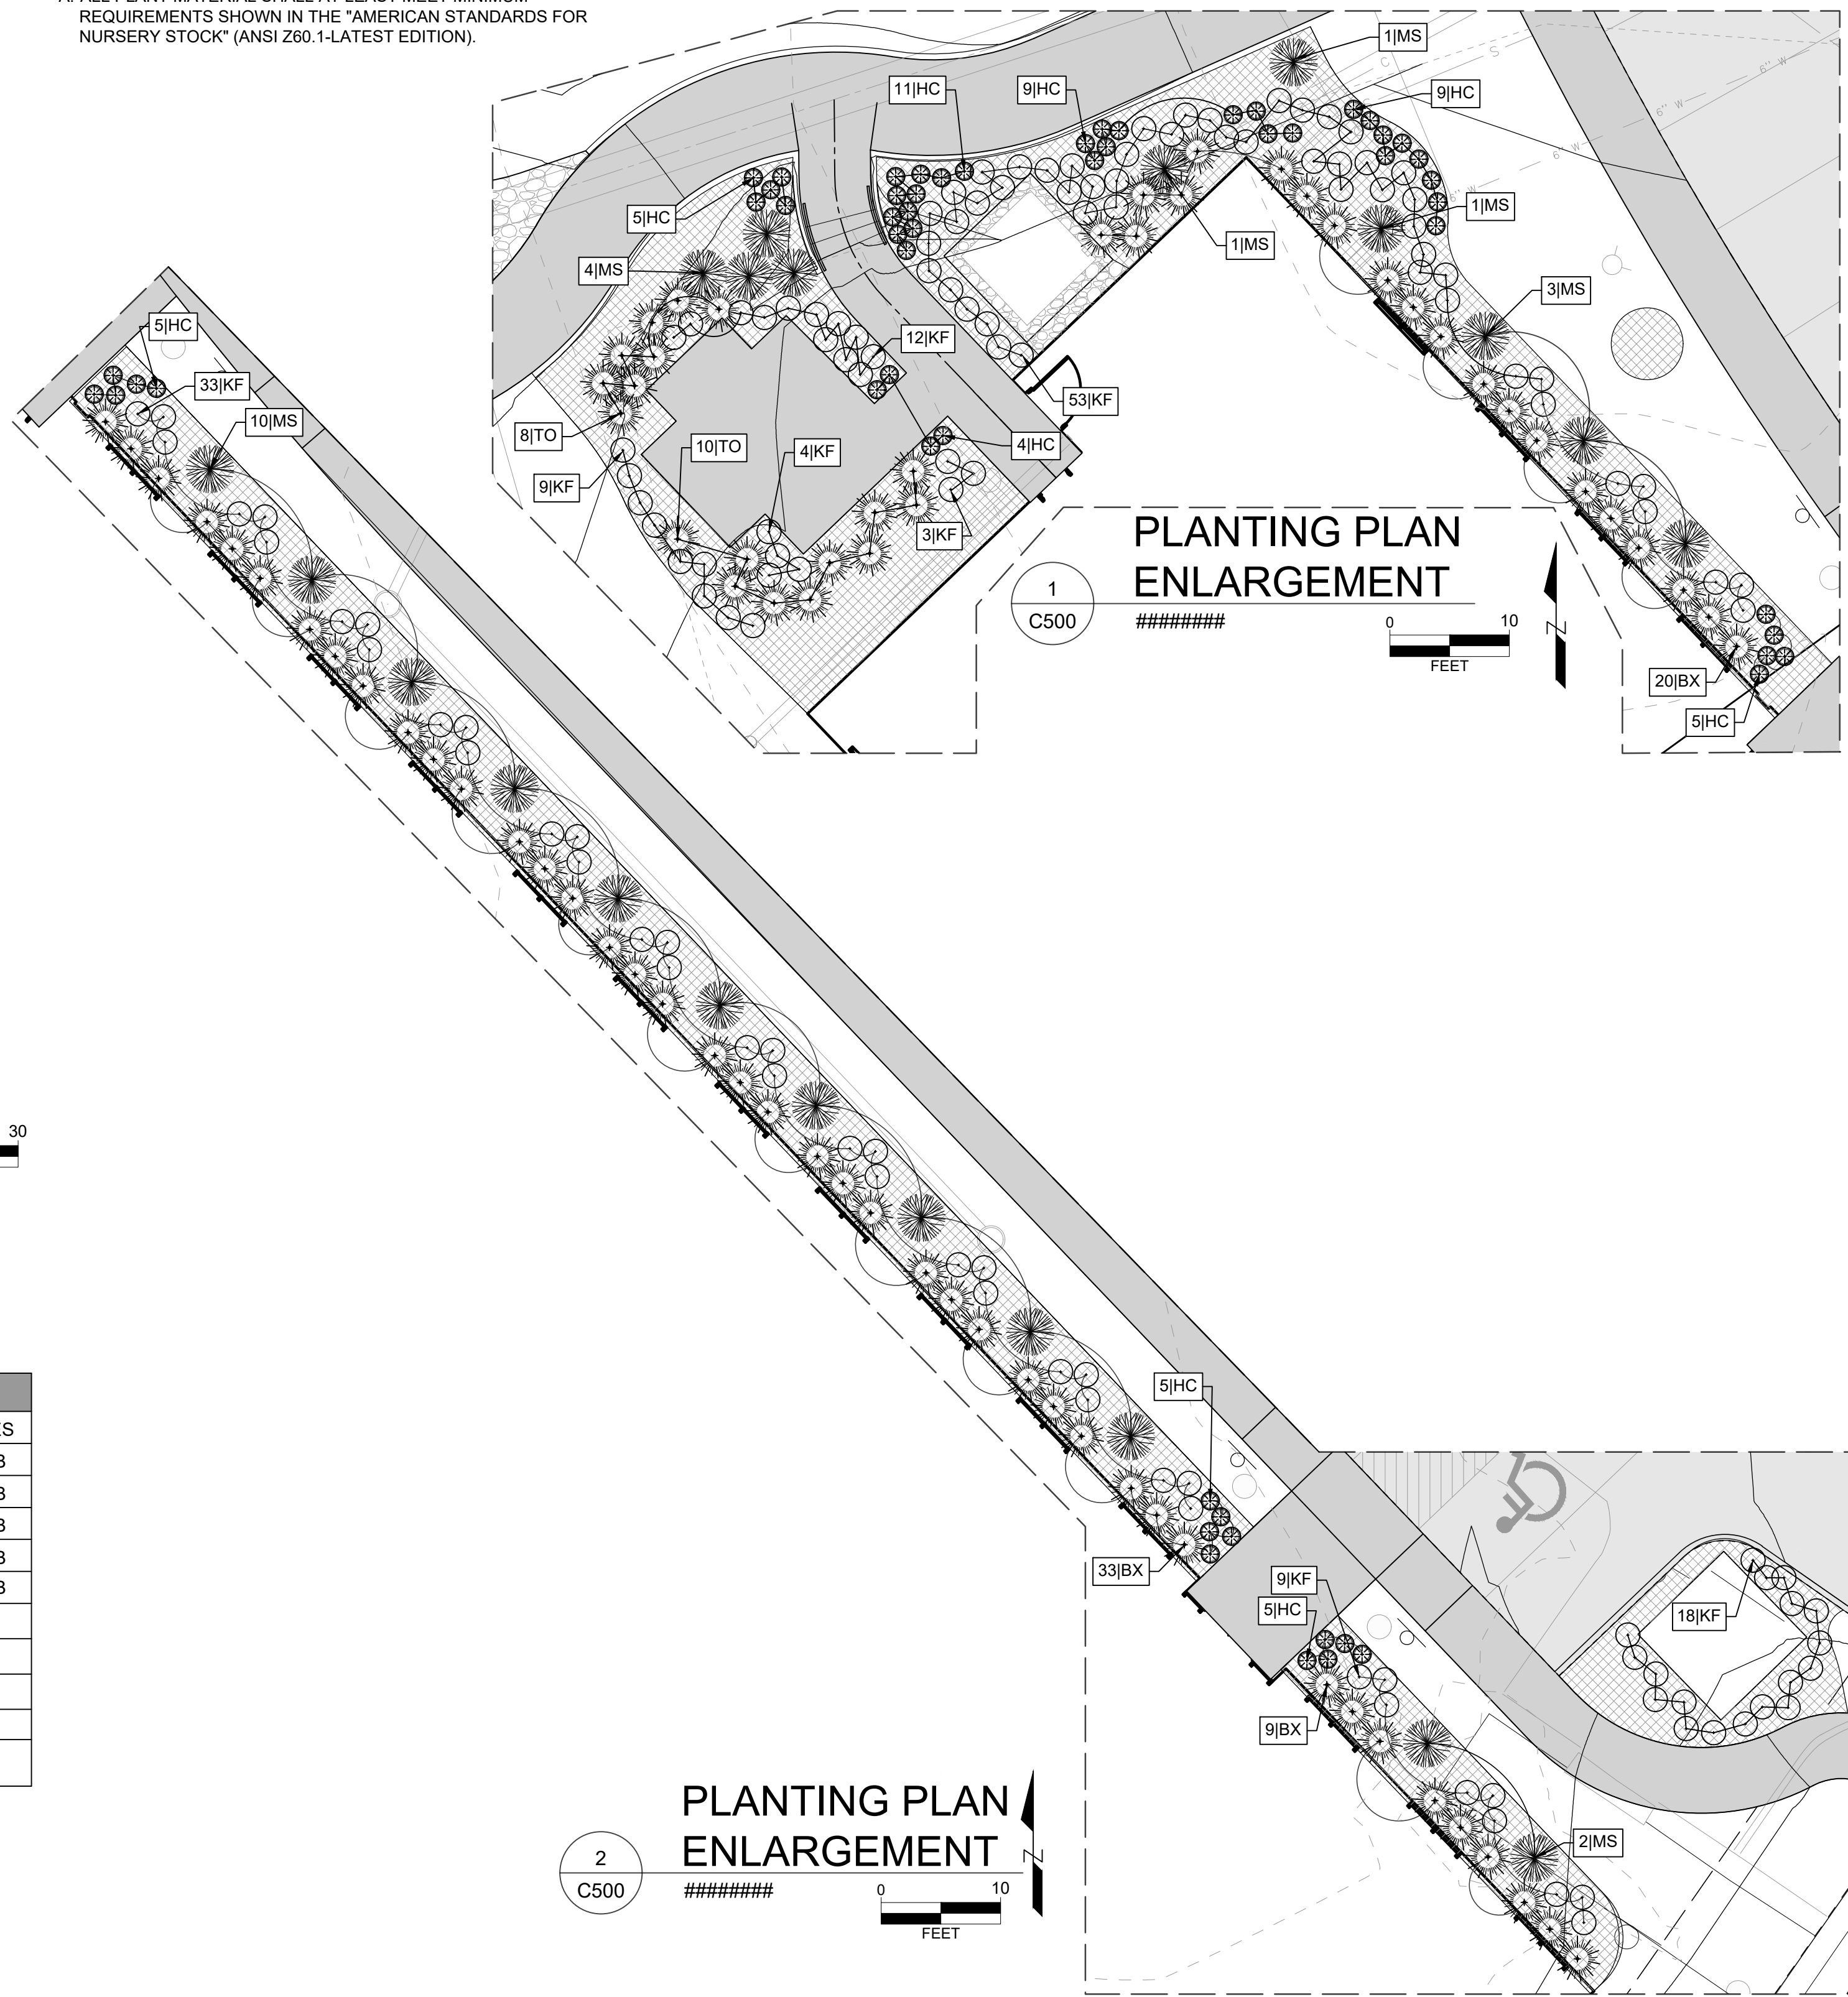 REQUIREMENTS SHOWN IN THE "AMERICAN STANDARDS FOR
NURSERY STOCK" (ANSI Z60.1-LATEST EDITION).
1|MS
11|HC
9|HC
9|HC
C
S
6" W
6" W
6" W
6" W
5|HC
1|MS
1|MS
4|MS
3|MS
5|HC
12|KF
33|KF
53|KF
10|MS
8|TO
10|TO
4|KF
4|HC
9|KF
3|KF
PLANTING PLAN
ENLARGEMENT
1
C500
########
0 10
FEET
N
20|BX
5|HC
30
5|HC
33|BX
9|KF
5|HC
18|KF
9|BX
2|MS
PLANTING PLAN
ENLARGEMENT
2
C500
########
0 10
FEET
N